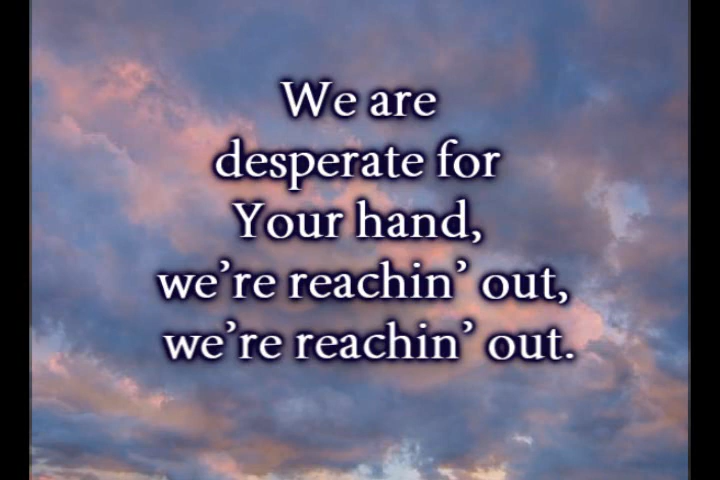 We are
desperate for
Your hand,
we’re reachin’ out,
we’re reachin’ out.